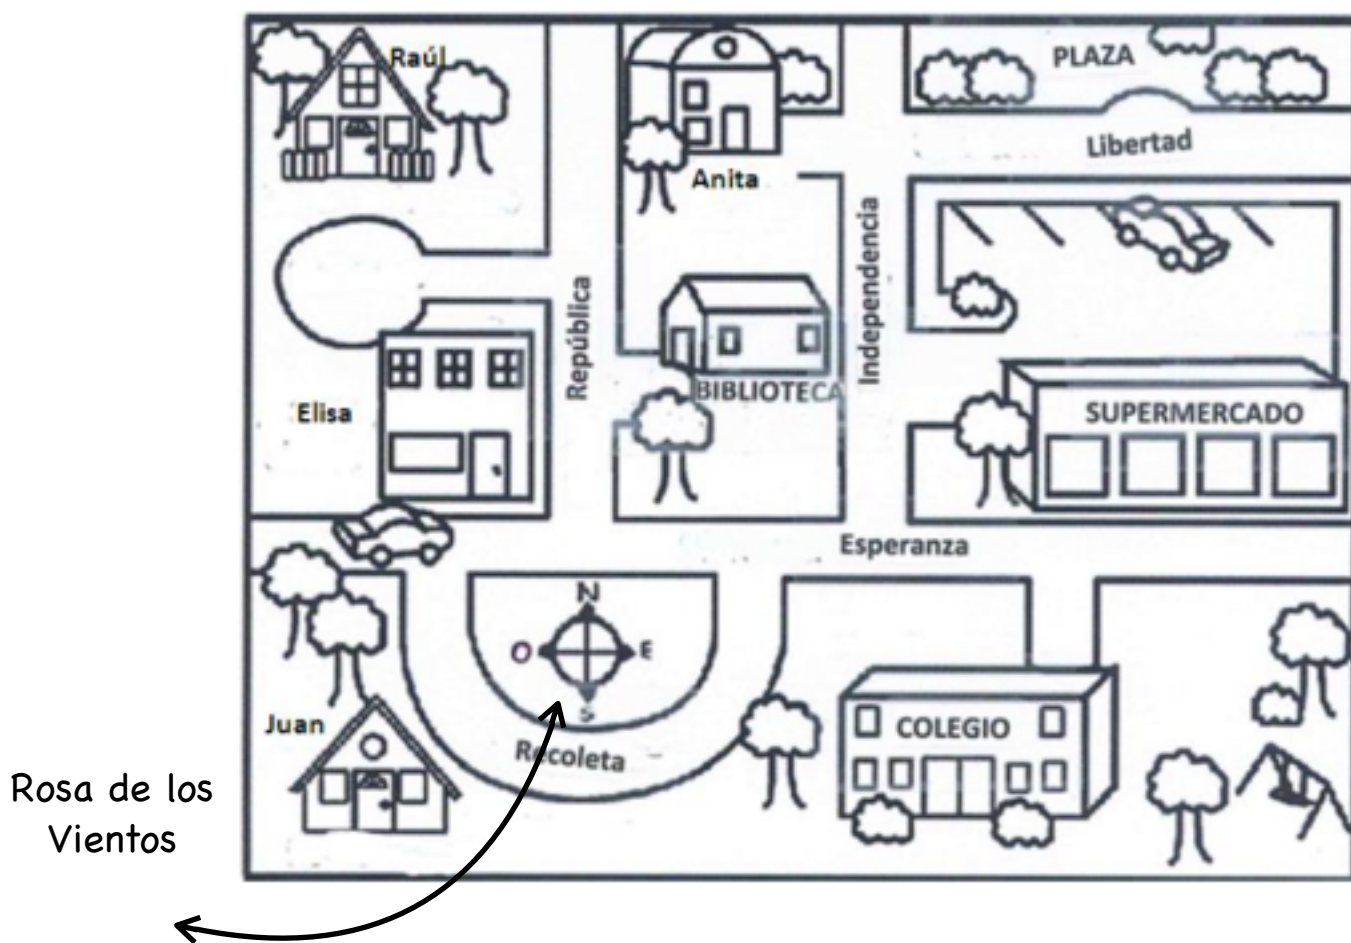 Raúl
PLAZA
Libertad
Anita
Independencia
República
BIBLIOTECA
Elisa
SUPERMERCADO
Esperanza
N
O
E
S
Juan
COLEGIO
Recoleta
Rosa de los
Vientos